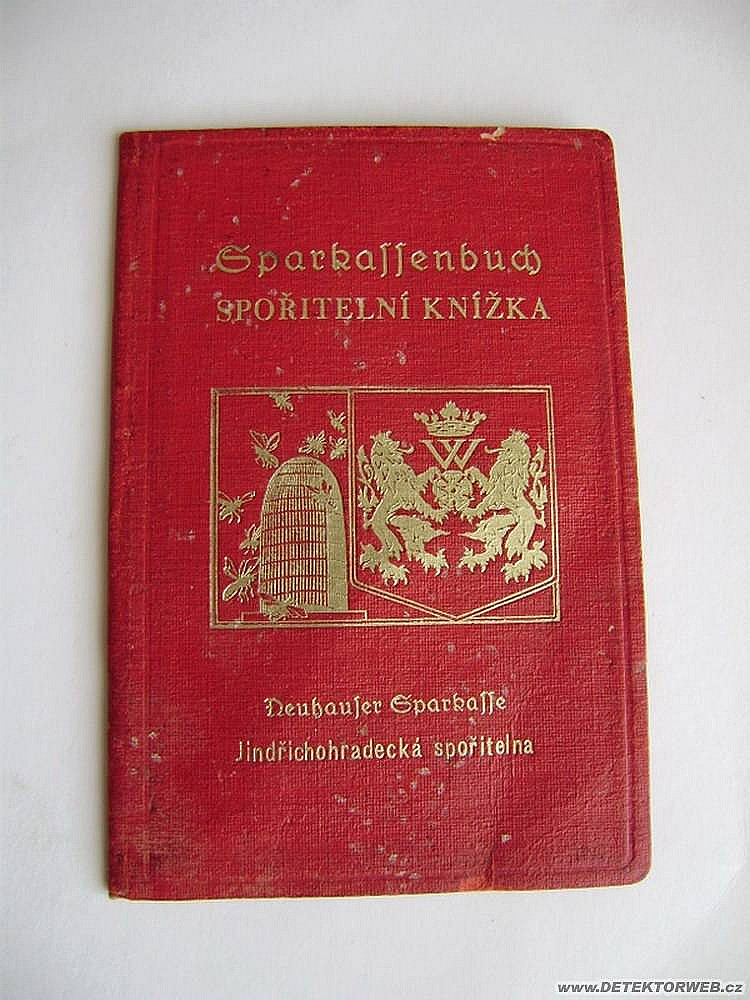 Sparkassenbuch
SPOŘITELNÍ KNÍŽKA
W
Neuhauser Sparkasse
Jindřichohradecká spořitelna
www.DETEKTORWEB.cz